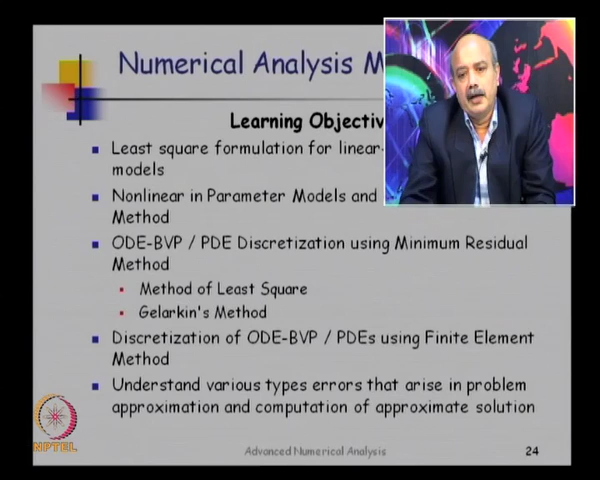 Numerical Analysis M
Learning Objectiv
Least square formulation for linear-
models
Nonlinear in Parameter Models and
Method
ODE-BVP / PDE Discretization using Minimum Residual
Method
Method of Least Square
Gelarkin's Method
Discretization of ODE-BVP / PDEs using Finite Element
Method
Understand various types errors that arise in problem
approximation and computation of approximate solution
NPTEL
Advanced Numerical Analysis
24